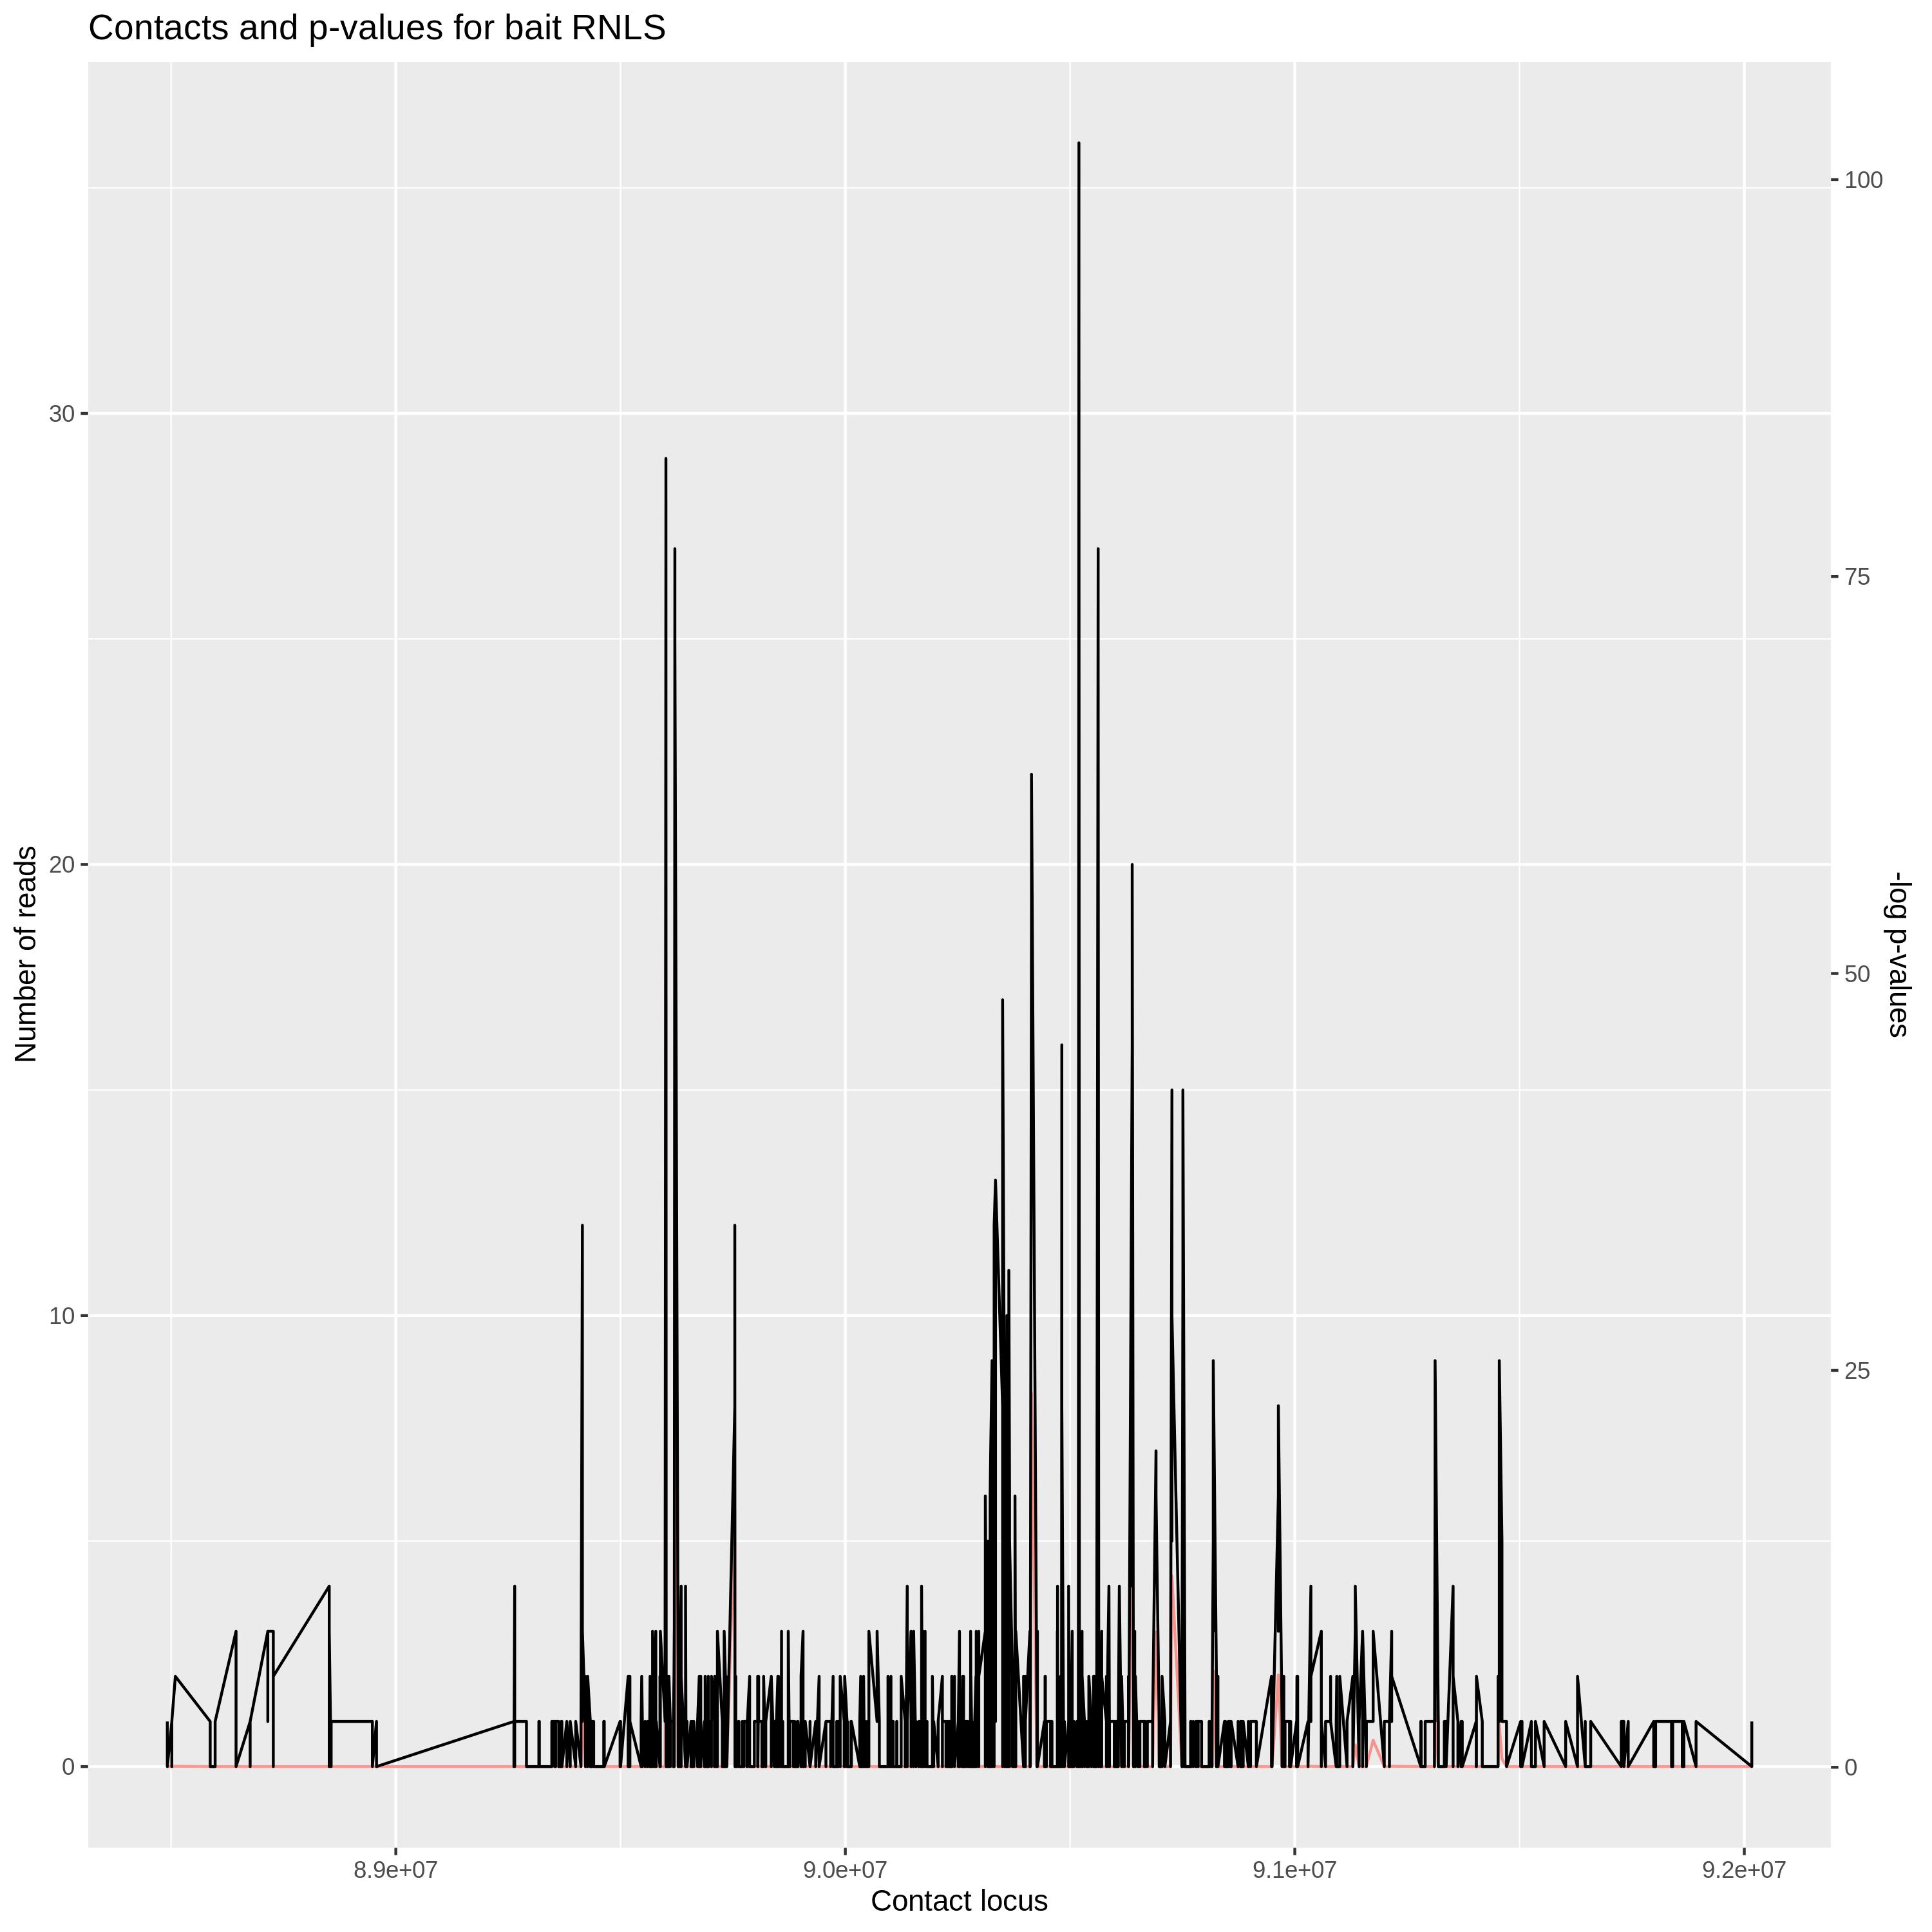 Contacts and p-values for bait RNLS
Number of reads
30
20
10
0
100
75
50
25
0
-log p-values
8.9e+07
9.0e+07
9.1e+07
9.2e+07
Contact locus